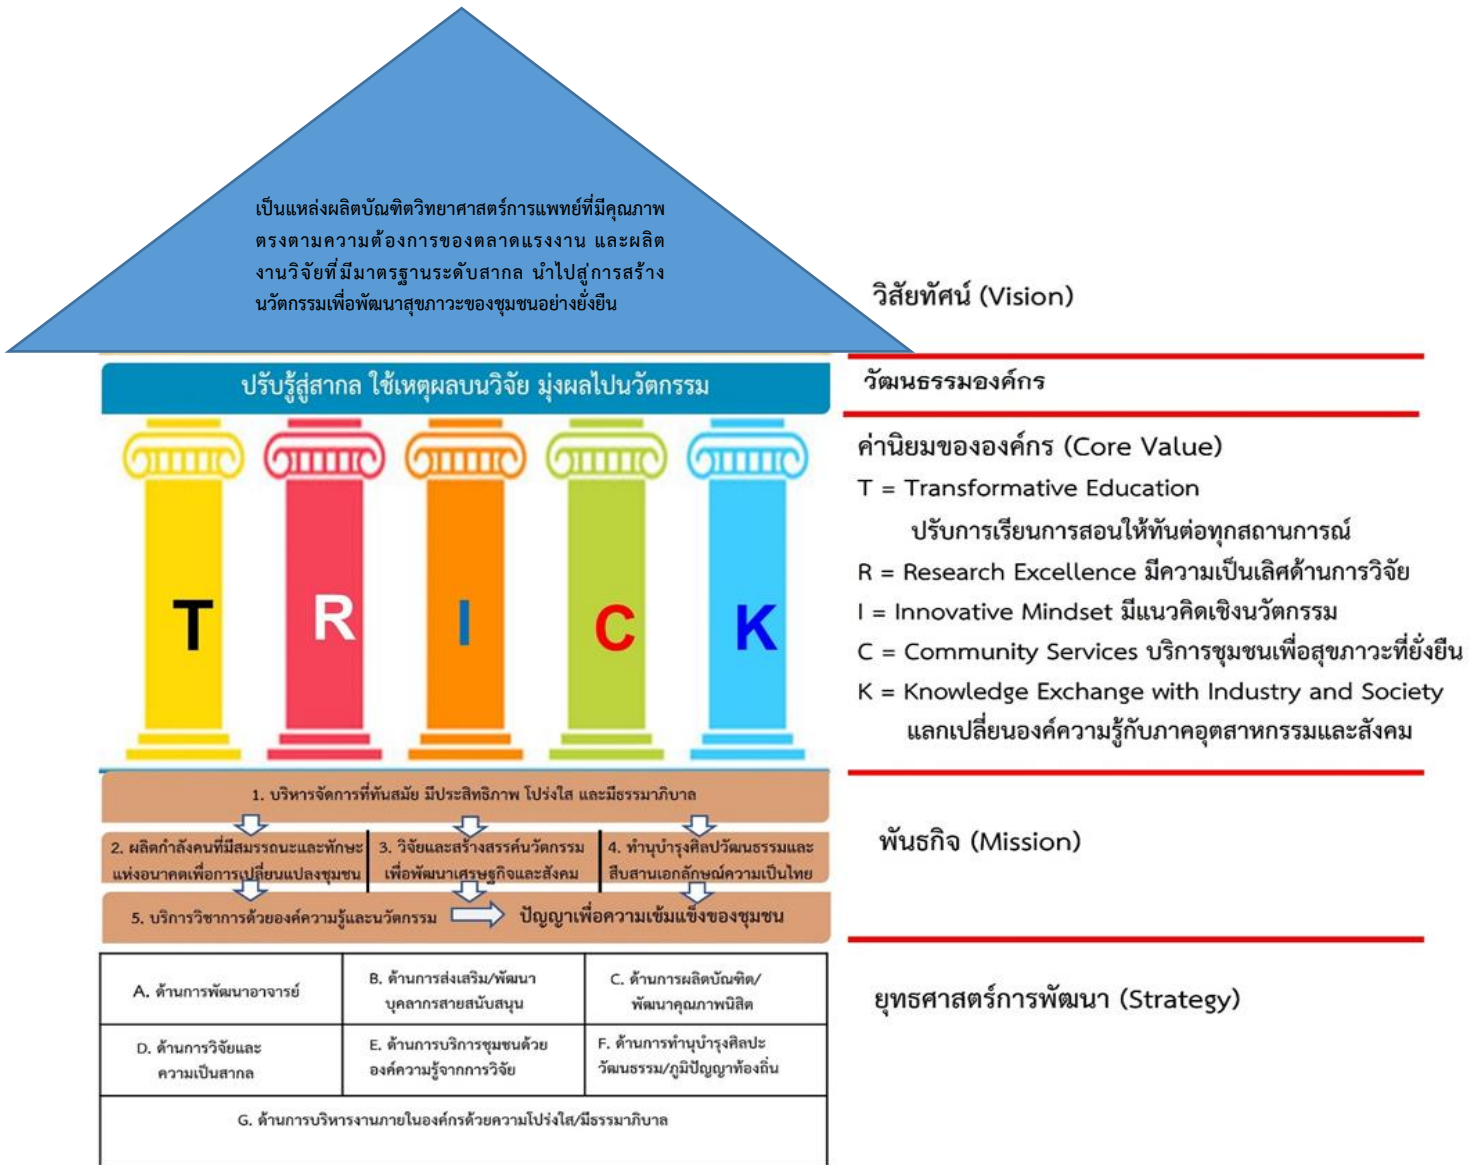 เป็นแหล่งผลิตบัณฑิตวิทยาศาสตร์การแพทย์ที่มีคุณภาพ
ตรงตามความต้องการของตลาดแรงงาน และผลิต
งานวิจัยที่มีมาตรฐานระดับสากล นำไปสู่การสร้าง
นวัตกรรมเพื่อพัฒนาสุขภาวะของชุมชนอย่างยั่งยืน
วิสัยทัศน์ (Vision)
ปรับรู้สู่สากล ใช้เหตุผลบนวิจัย มุ่งผลไปนวัตกรรม
วัฒนธรรมองค์กร
T R I C K
ค่านิยมขององค์กร (Core Value)
T = Transformative Education
ปรับการเรียนการสอนให้ทันต่อทุกสถานการณ์
R = Research Excellence มีความเป็นเลิศด้านการวิจัย
I = Innovative Mindset มีแนวคิดเชิงนวัตกรรม
C = Community Services บริการชุมชนเพื่อสุขภาวะที่ยั่งยืน
K = Knowledge Exchange with Industry and Society
แลกเปลี่ยนองค์ความรู้กับภาคอุตสาหกรรมและสังคม
1. บริหารจัดการที่ทันสมัย มีประสิทธิภาพ โปร่งใส และมีธรรมาภิบาล
2. ผลิตกำลังคนที่มีสมรรถนะและทักษะ
แห่งอนาคตเพื่อการเปลี่ยนแปลงชุมชน
3. วิจัยและสร้างสรรค์นวัตกรรม
เพื่อพัฒนาเศรษฐกิจและสังคม
4. ทำนุบำรุงศิลปวัฒนธรรมและ
สืบสานเอกลักษณ์ความเป็นไทย
5. บริการวิชาการด้วยองค์ความรู้และนวัตกรรม
ปัญญาเพื่อความเข้มแข็งของชุมชน
พันธกิจ (Mission)
A. ด้านการพัฒนาอาจารย์
B. ด้านการส่งเสริม/พัฒนา
บุคลากรสายสนับสนุน
C. ด้านการผลิตบัณฑิต/
พัฒนาคุณภาพนิสิต
D. ด้านการวิจัยและ
ความเป็นสากล
E. ด้านการบริการชุมชนด้วย
องค์ความรู้จากการวิจัย
F. ด้านการทำนุบำรุงศิลปะ
วัฒนธรรม/ภูมิปัญญาท้องถิ่น
G. ด้านการบริหารงานภายในองค์กรด้วยความโปร่งใส/มีธรรมาภิบาล
ยุทธศาสตร์การพัฒนา (Strategy)